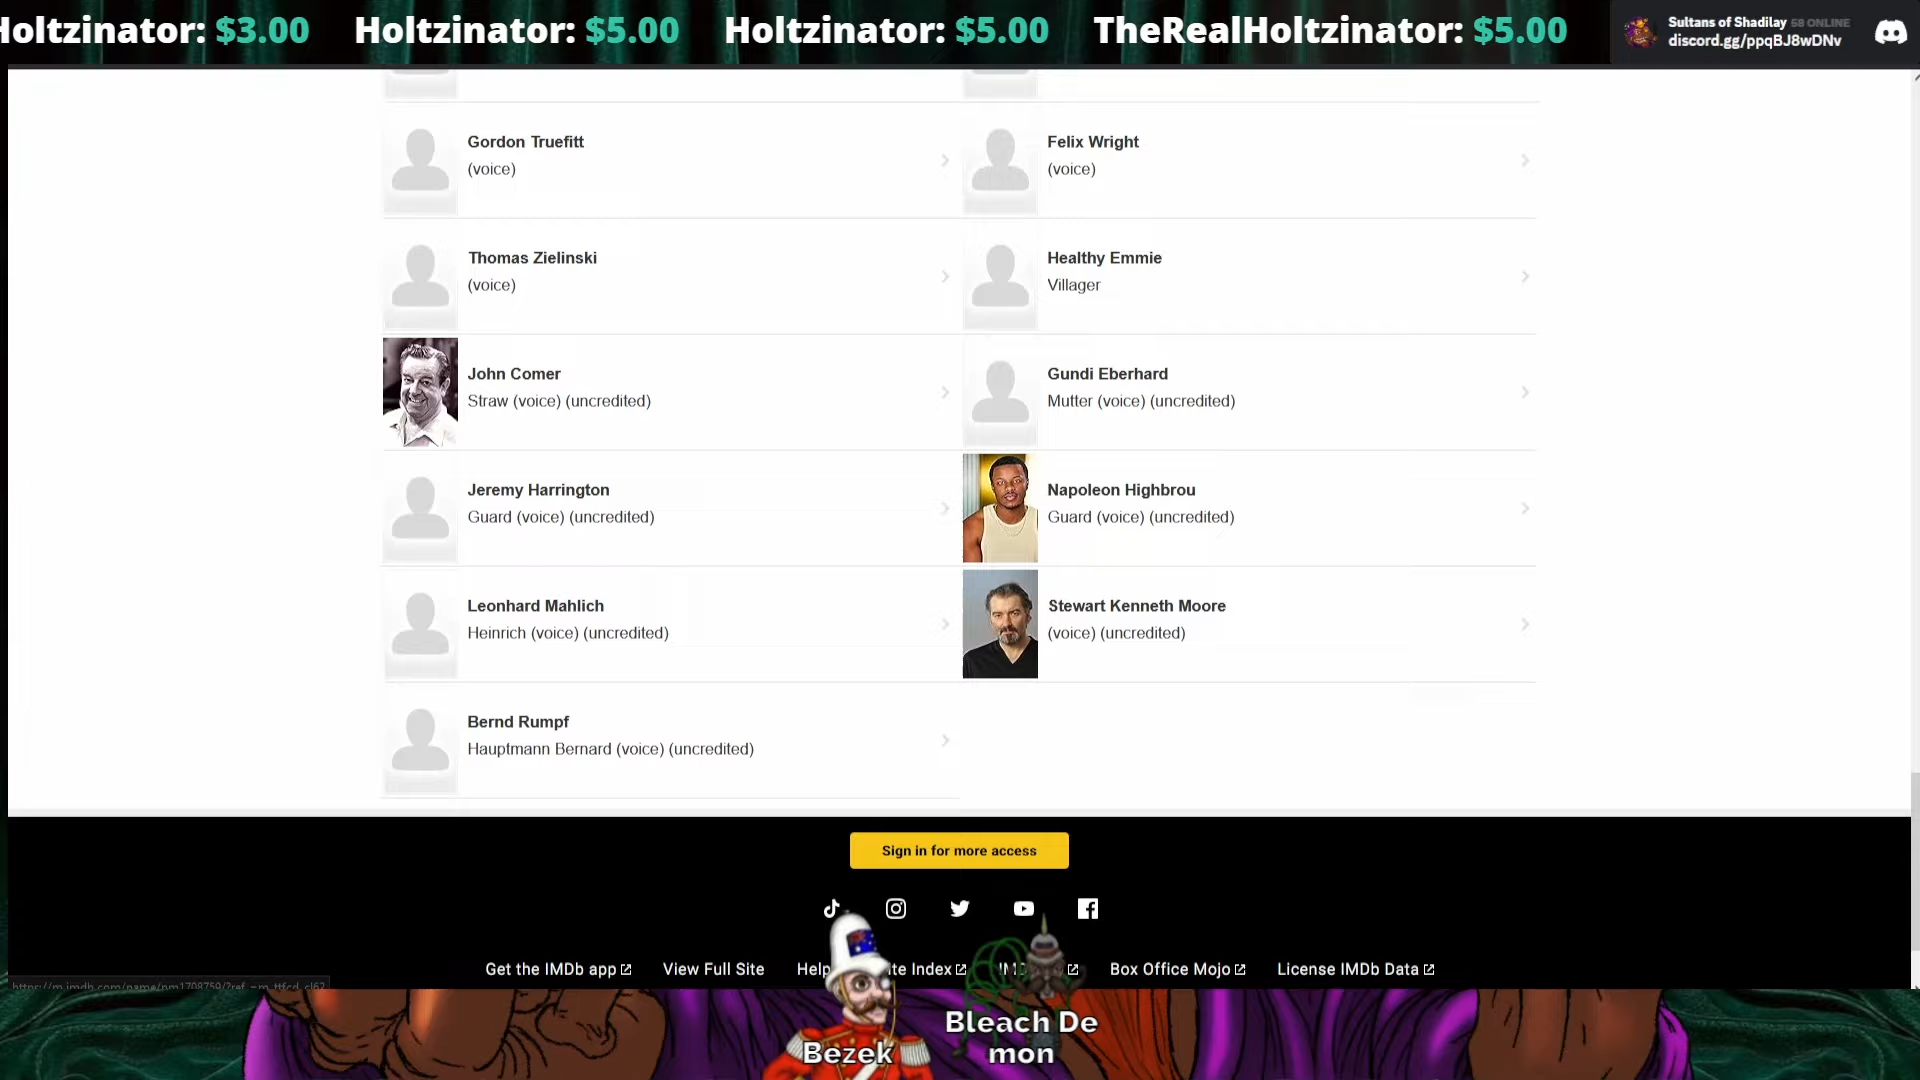 Holtzinator: $3.00 Holtzinator: $5.00 Holtzinator: $5.00 TheRealHoltzinator: $5.00
Sultans of Shadilay 58 ONLINE
discord.gg/ppqBJ8wDNv
Gordon Truefitt
(voice)
Felix Wright
(voice)
Thomas Zielinski
(voice)
Healthy Emmie
Villager
John Comer
Straw (voice) (uncredited)
Gundi Eberhard
Mutter (voice) (uncredited)
Jeremy Harrington
Guard (voice) (uncredited)
Napoleon Highbrou
Guard (voice) (uncredited)
Leonhard Mahlich
Heinrich (voice) (uncredited)
Stewart Kenneth Moore
(voice) (uncredited)
Bernd Rumpf
Hauptmann Bernard (voice) (uncredited)
Sign in for more access
Get the IMDb app View Full Site Help Index Box Office Mojo License IMDb Data
Bezek
Bleach De
mon